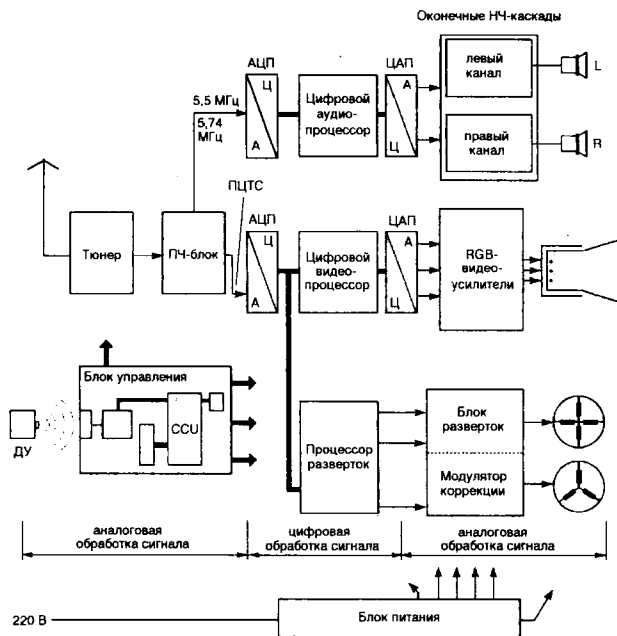 Оконечные НЧ-каскады
АЦП
ЦАП
5,5 МГц
5,74
МГц
Ц
А
Цифровой
аудио-
процессор
А
Ц
левый
канал
L
правый
канал
R
ПЦТС
АЦП
ЦАП
Тюнер
ПЧ-блок
Ц
А
Цифровой
видео-
процессор
А
Ц
RGB-
видео-
усилители
Блок управления
CCU
ДУ
Процессор
разверток
Блок
разверток
Модулятор
коррекции
аналоговая
обработка сигнала
цифровая
обработка сигнала
аналоговая
обработка сигнала
220 В
Блок питания